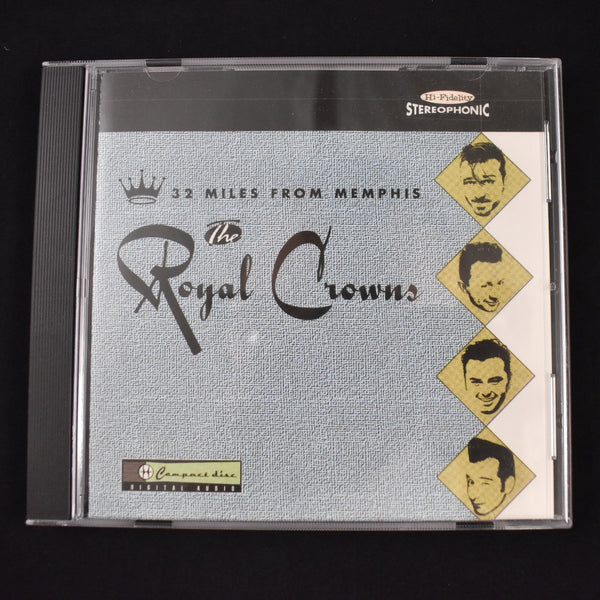 Hi-Fidelity
STEREOPHONIC
32 MILES FROM MEMPHIS
The
Royal Crowns
Compact disc
DIGITAL AUDIO